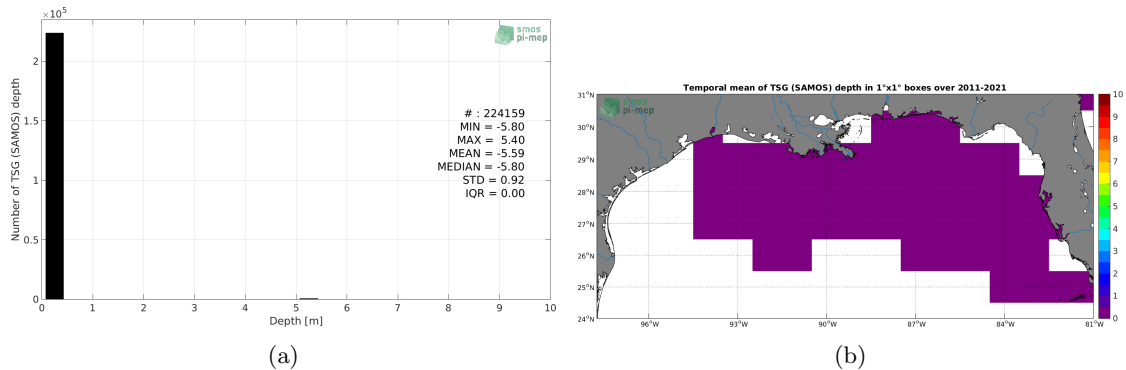 ×10⁵
smos
pi-mep
Number of TSG (SAMOS) depth
2
1.5
1
0.5
0
# : 224159
MIN = -5.80
MAX = 5.40
MEAN = -5.59
MEDIAN = -5.80
STD = 0.92
IQR = 0.00
0 1 2 3 4 5 6 7 8 9 10
Depth [m]
(a)
Temporal mean of TSG (SAMOS) depth in 1°x1° boxes over 2011-2021
smos
pi-mep
31°N
30°N
29°N
28°N
27°N
26°N
25°N
24°N
96°W 93°W 90°W 87°W 84°W 81°W
10
9
8
7
6
5
4
3
2
1
0
(b)